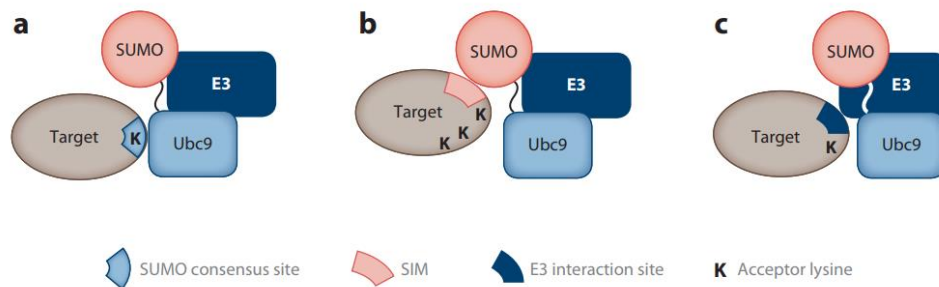 a
SUMO
E3
Target
K
Ubc9
b
SUMO
E3
Target
K
K
K
Ubc9
c
SUMO
E3
Target
K
Ubc9
SUMO consensus site
SIM
E3 interaction site
K Acceptor lysine